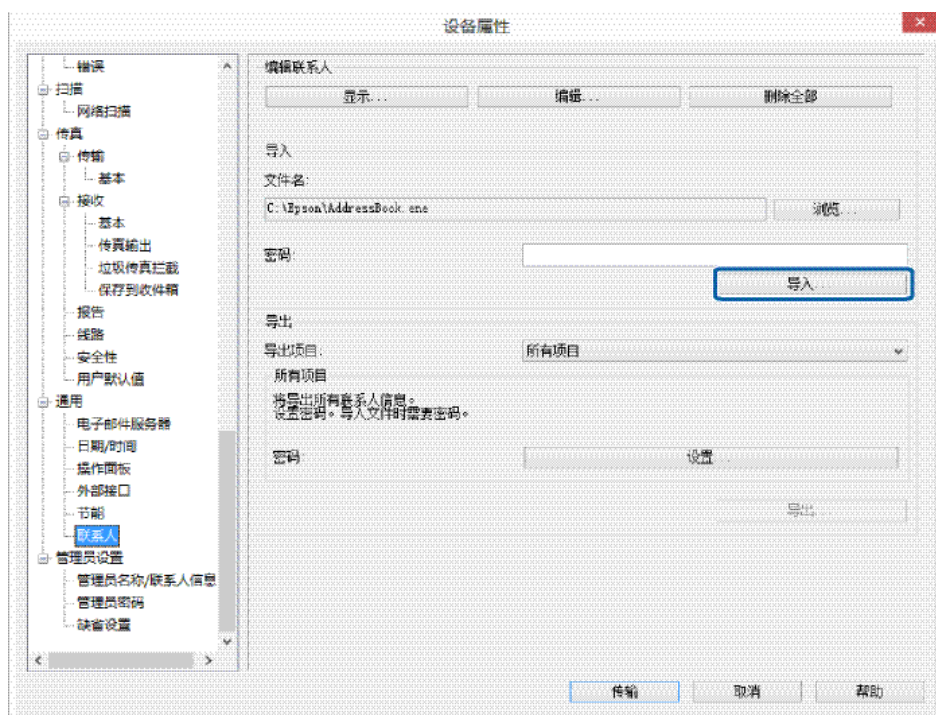 设备属性
错误
扫描
网络扫描
传真
传输
基本
接收
基本
传真输出
垃圾传真拦截
保存到收件箱
报告
线路
安全性
用户默认值
通用
电子邮件服务器
日期/时间
操作面板
外部接口
节能
联系人
管理员设置
管理员名称/联系人信息
管理员密码
缺省设置
编辑联系人
显示... 编辑... 删除全部
导入
文件名:
C:\Epson\AddressBook.ene 浏览...
密码:
导入...
导出
导出项目: 所有项目
所有项目
将导出所有联系人信息。
设置密码。导入文件时需要密码。
密码 设置...
导出...
传输 取消 帮助